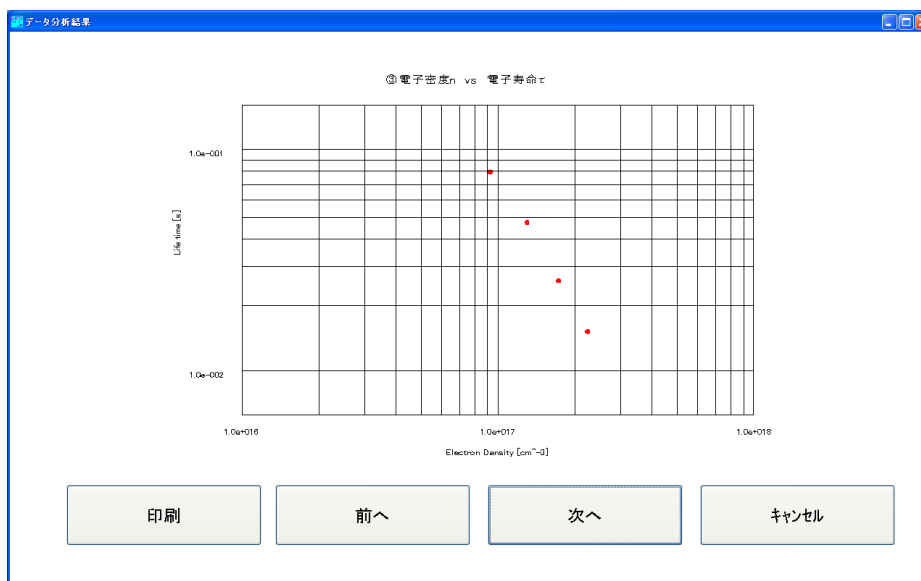 データ分析結果
③電子密度n vs 電子寿命τ
1.0e-001
Life time [s]
1.0e-002
1.0e+016
1.0e+017
1.0e+018
Electron Density [cm^-3]
印刷
前へ
次へ
キャンセル